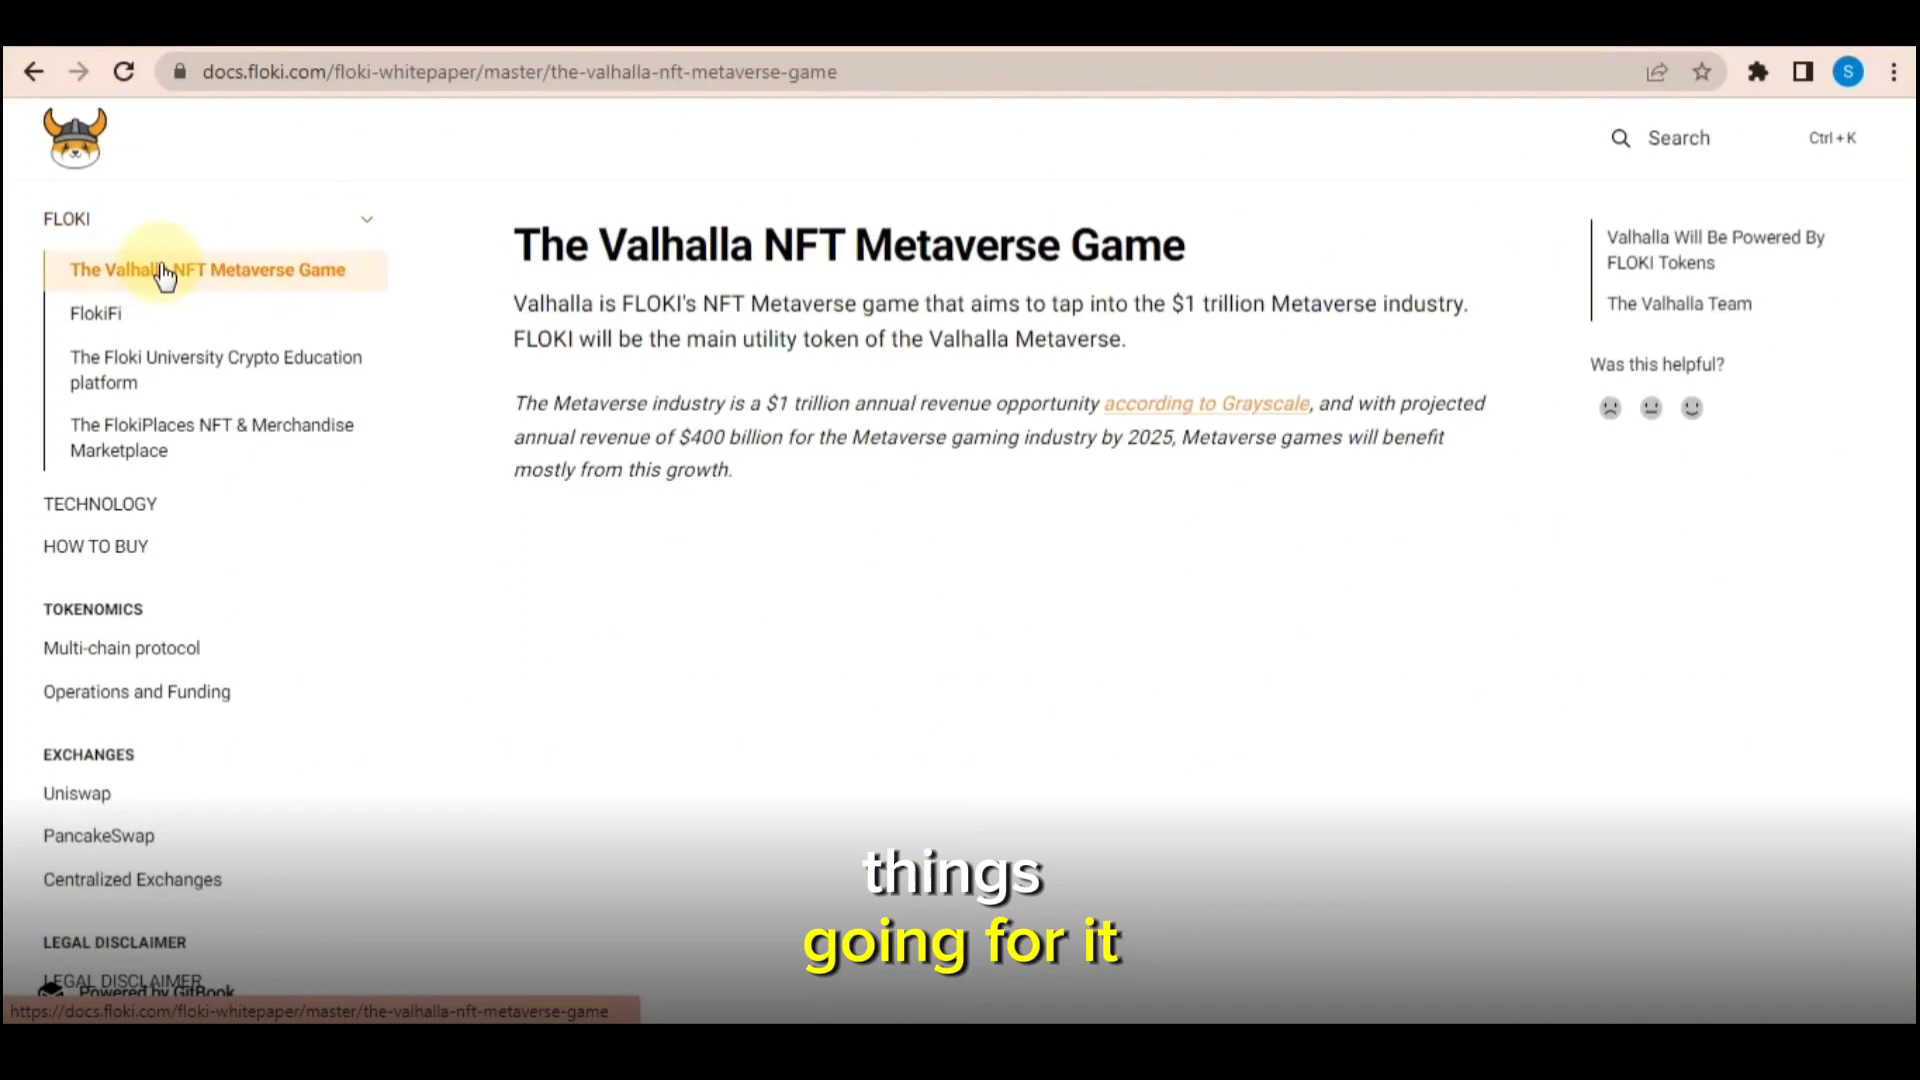 docs.floki.com/floki-whitepaper/master/the-valhalla-nft-metaverse-game
S
Search
Ctrl + K
FLOKI
The Valhalla NFT Metaverse Game
FlokiFi
The Floki University Crypto Education
platform
The FlokiPlaces NFT & Merchandise
Marketplace
TECHNOLOGY
HOW TO BUY
TOKENOMICS
Multi-chain protocol
Operations and Funding
EXCHANGES
Uniswap
PancakeSwap
Centralized Exchanges
LEGAL DISCLAIMER
LEGAL DISCLAIMER
Powered by GitBook
https://docs.floki.com/floki-whitepaper/master/the-valhalla-nft-metaverse-game
The Valhalla NFT Metaverse Game
Valhalla is FLOKI's NFT Metaverse game that aims to tap into the $1 trillion Metaverse industry.
FLOKI will be the main utility token of the Valhalla Metaverse.
The Metaverse industry is a $1 trillion annual revenue opportunity according to Grayscale, and with projected
annual revenue of $400 billion for the Metaverse gaming industry by 2025, Metaverse games will benefit
mostly from this growth.
Valhalla Will Be Powered By
FLOKI Tokens
The Valhalla Team
Was this helpful?
things
going for it